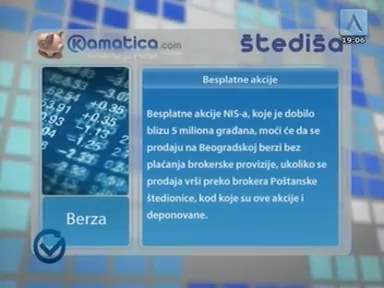 Kamatica.com
štediša
19:06
Besplatne akcije
Besplatne akcije NIS-a, koje je dobilo
blizu 5 miliona građana, moći će da se
prodaju na Beogradskoj berzi bez
plaćanja brokerske provizije, ukoliko se
prodaja vrši preko brokera Poštanske
štedionice, kod koje su ove akcije i
deponovane.
Berza